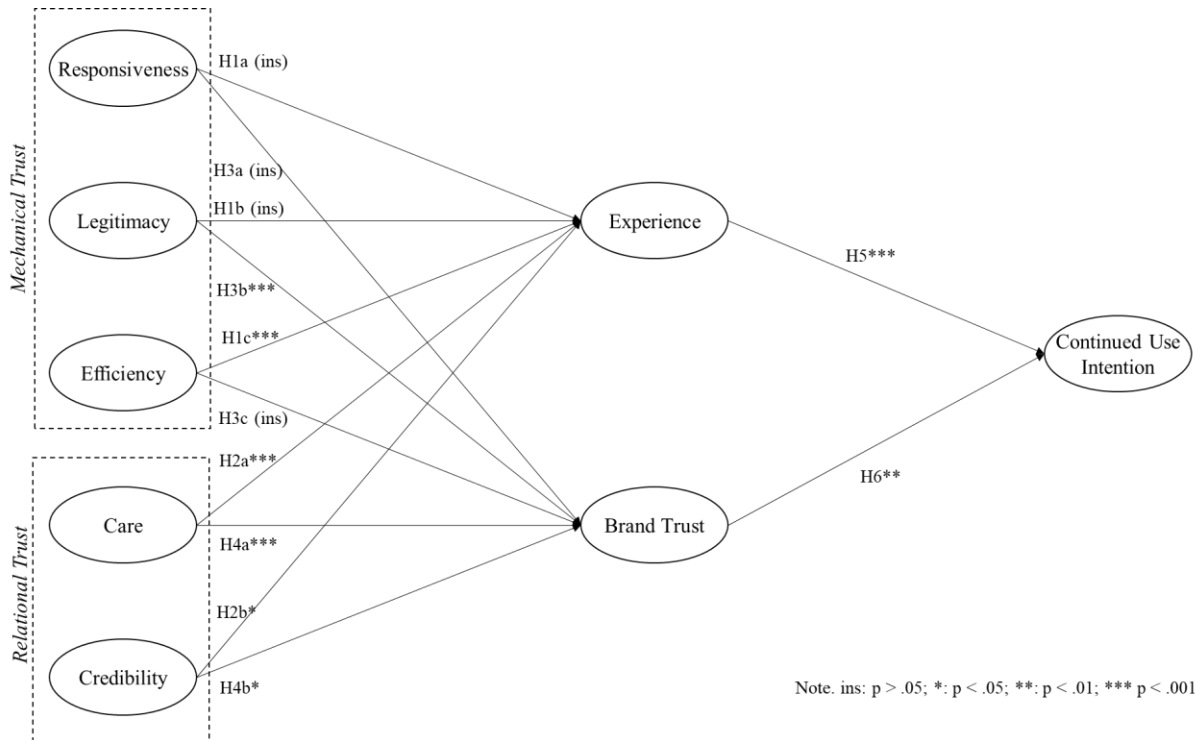 Mechanical Trust
Responsiveness
Legitimacy
Efficiency
Relational Trust
Care
Credibility
H1a (ins)
H3a (ins)
H1b (ins)
H3b***
H1c***
H3c (ins)
H2a***
H4a***
H2b*
H4b*
Experience
Brand Trust
H5***
H6**
Continued Use
Intention
Note. ins: p > .05; *: p < .05; **: p < .01; *** p < .001